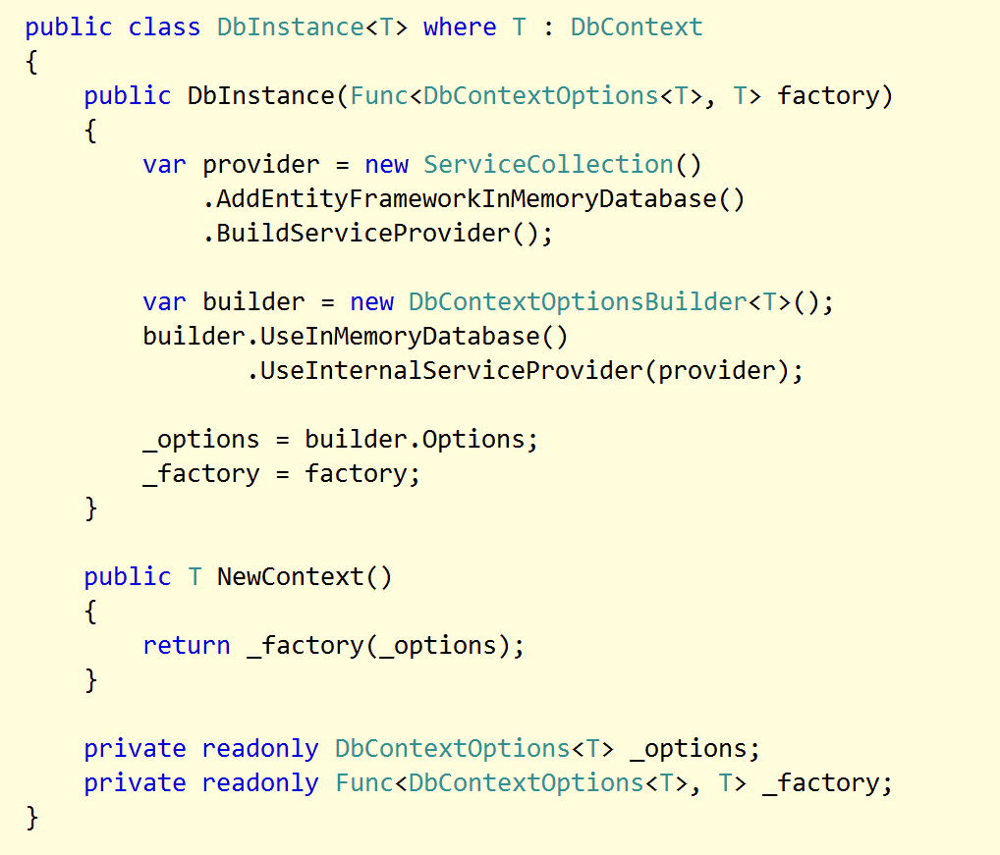 public class DbInstance<T> where T : DbContext
{
    public DbInstance(Func<DbContextOptions<T>, T> factory)
    {
        var provider = new ServiceCollection()
            .AddEntityFrameworkInMemoryDatabase()
            .BuildServiceProvider();

        var builder = new DbContextOptionsBuilder<T>();
        builder.UseInMemoryDatabase()
               .UseInternalServiceProvider(provider);

        _options = builder.Options;
        _factory = factory;
    }

    public T NewContext()
    {
        return _factory(_options);
    }

    private readonly DbContextOptions<T> _options;
    private readonly Func<DbContextOptions<T>, T> _factory;
}